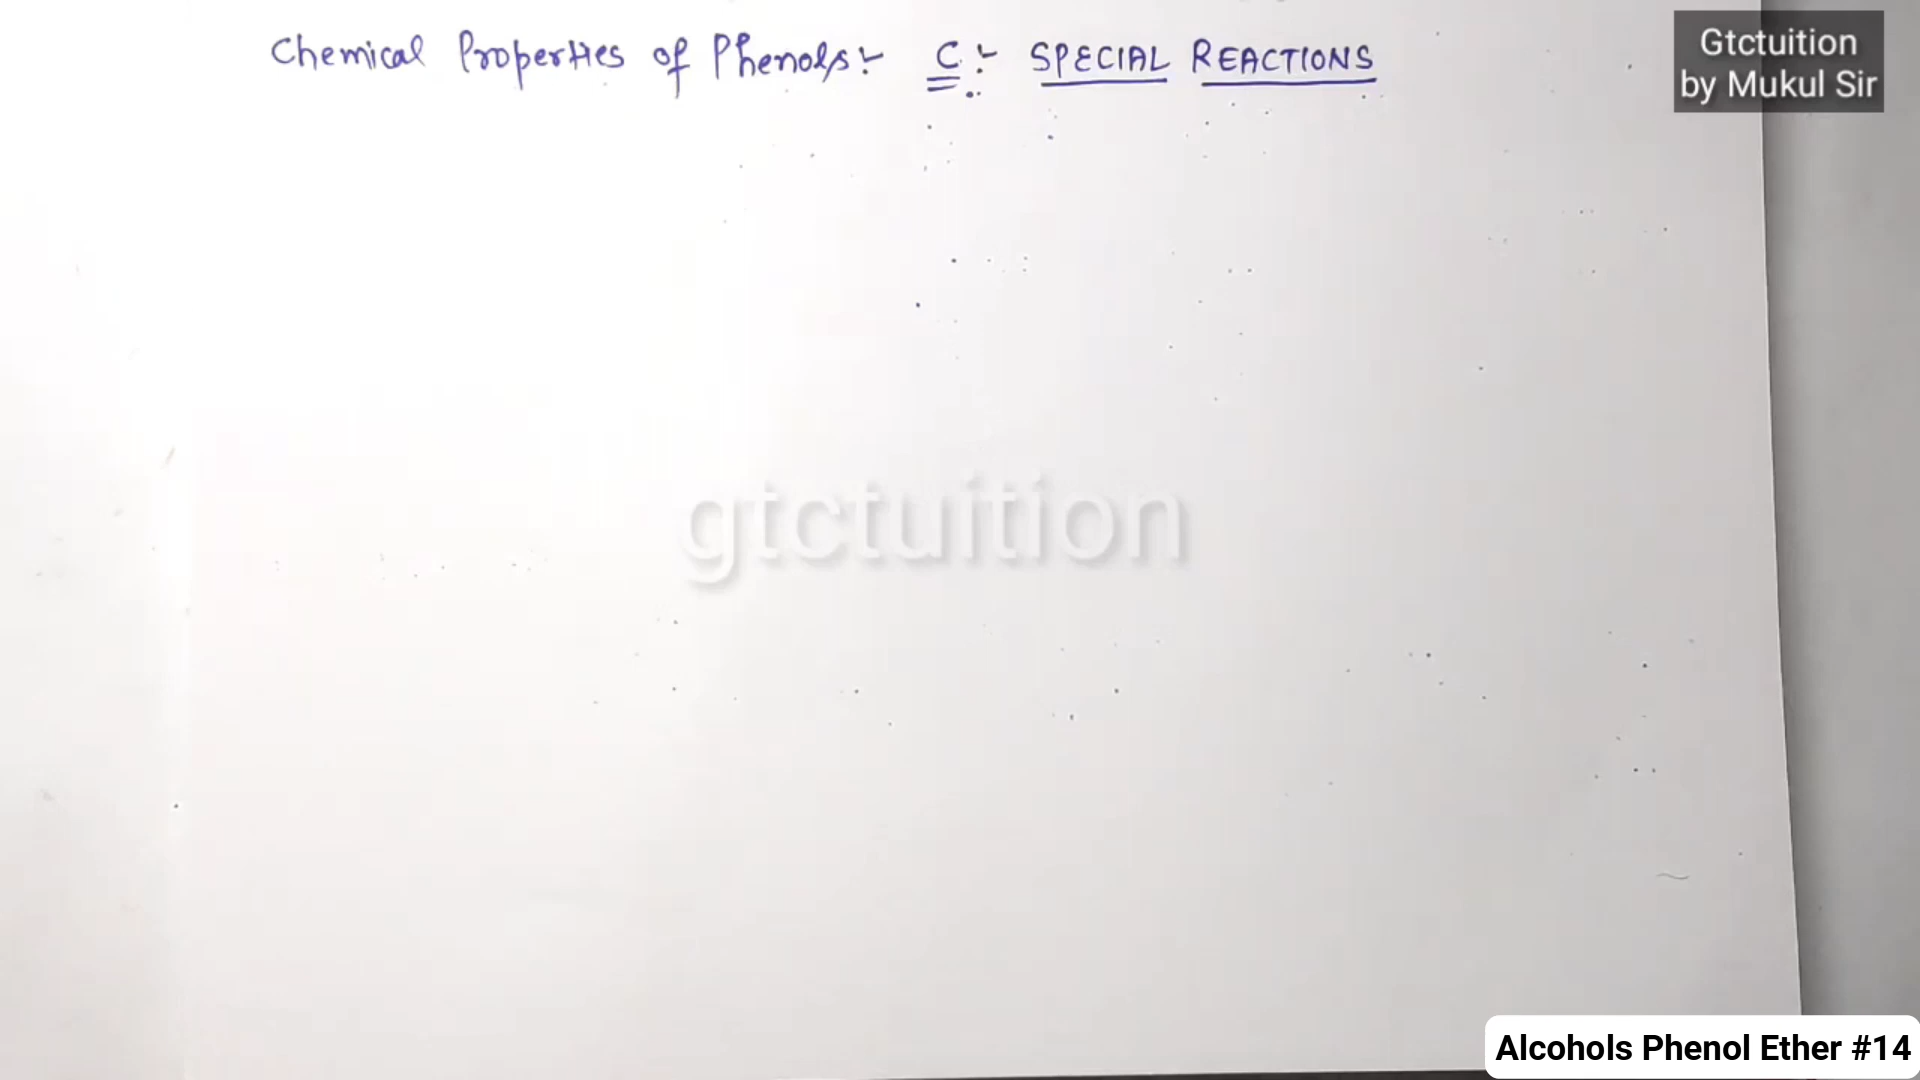 Chemical Properties of Phenols:- C:- SPECIAL REACTIONS
Gtctuition
by Mukul Sir
gtctuition
Alcohols Phenol Ether #14